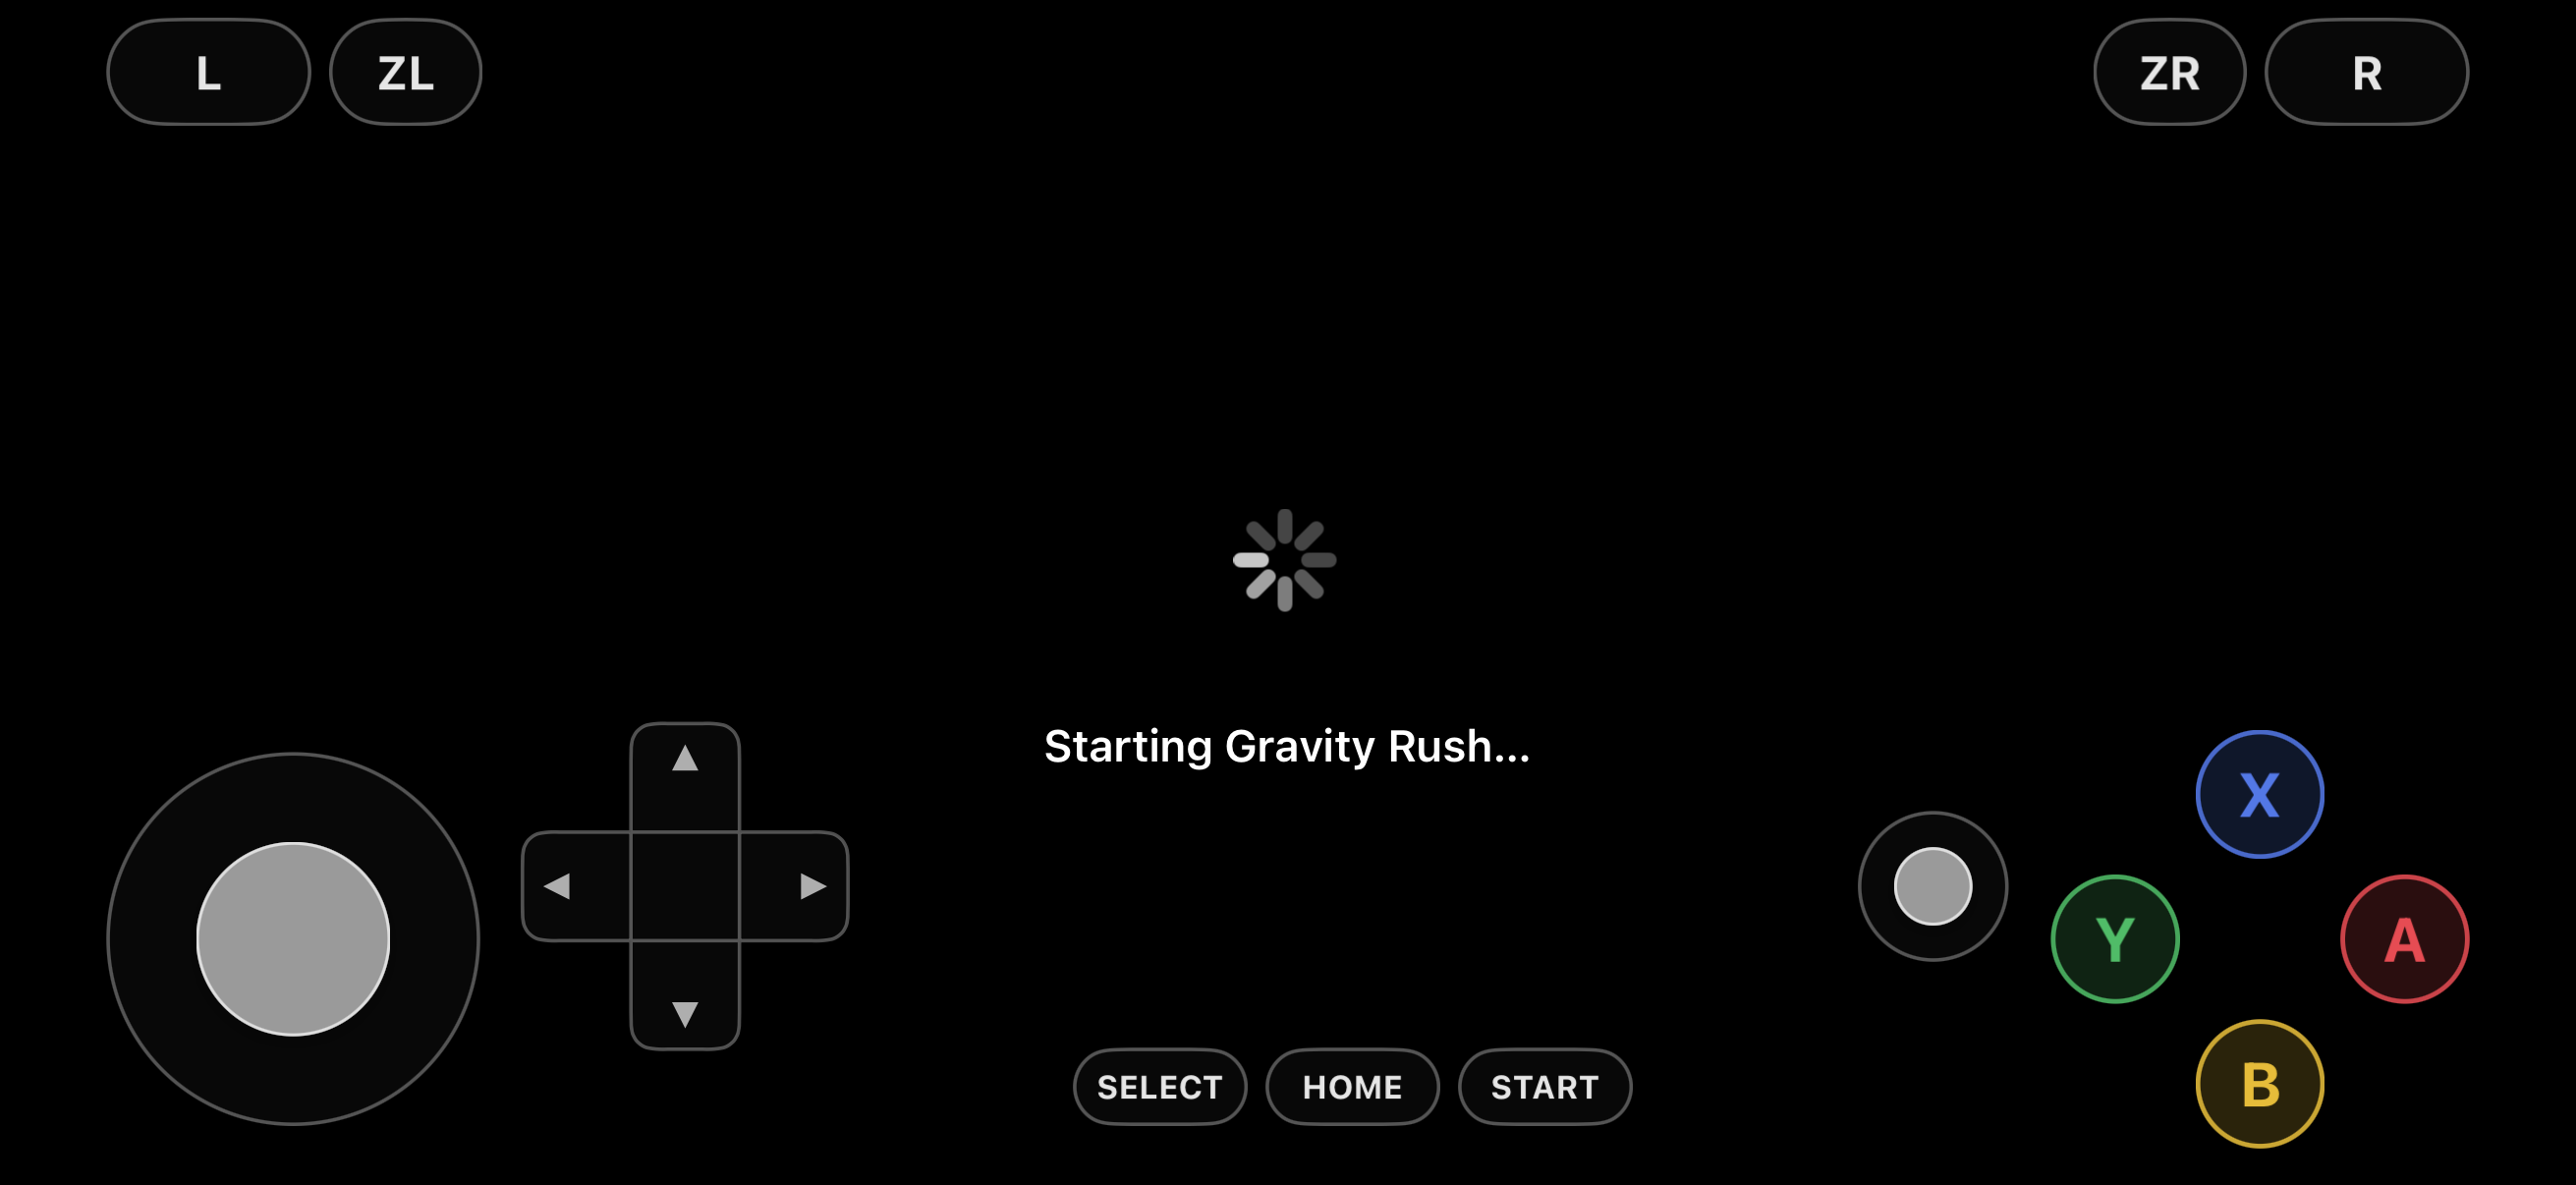 L ZL ZR R
Starting Gravity Rush...
X
Y A
B
SELECT HOME START